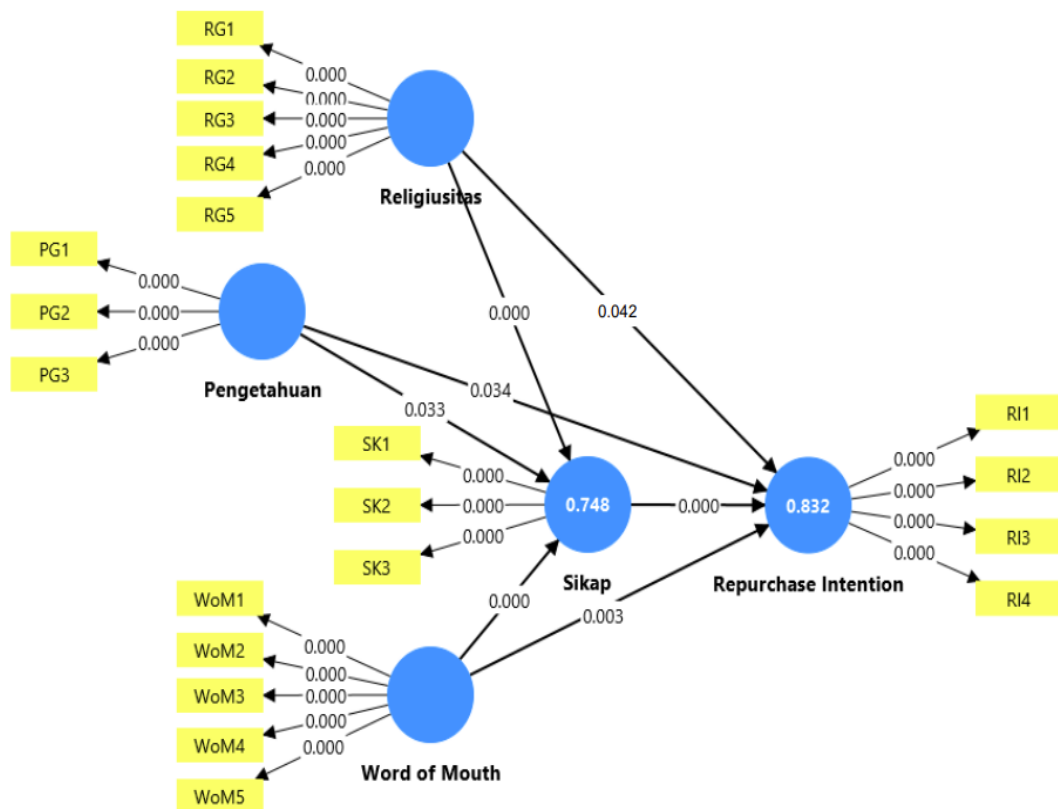 RG1
0.000
RG2
0.000
RG3
0.000
RG4
0.000
RG5
0.000
Religiusitas
PG1
0.000
PG2
0.000
PG3
0.000
Pengetahuan
0.000
0.042
0.033
0.034
SK1
0.000
SK2
0.000
SK3
0.000
0.748
Sikap
0.000
0.832
Repurchase Intention
RI1
0.000
RI2
0.000
RI3
0.000
RI4
0.000
WoM1
0.000
WoM2
0.000
WoM3
0.000
WoM4
0.000
WoM5
0.000
Word of Mouth
0.000
0.003